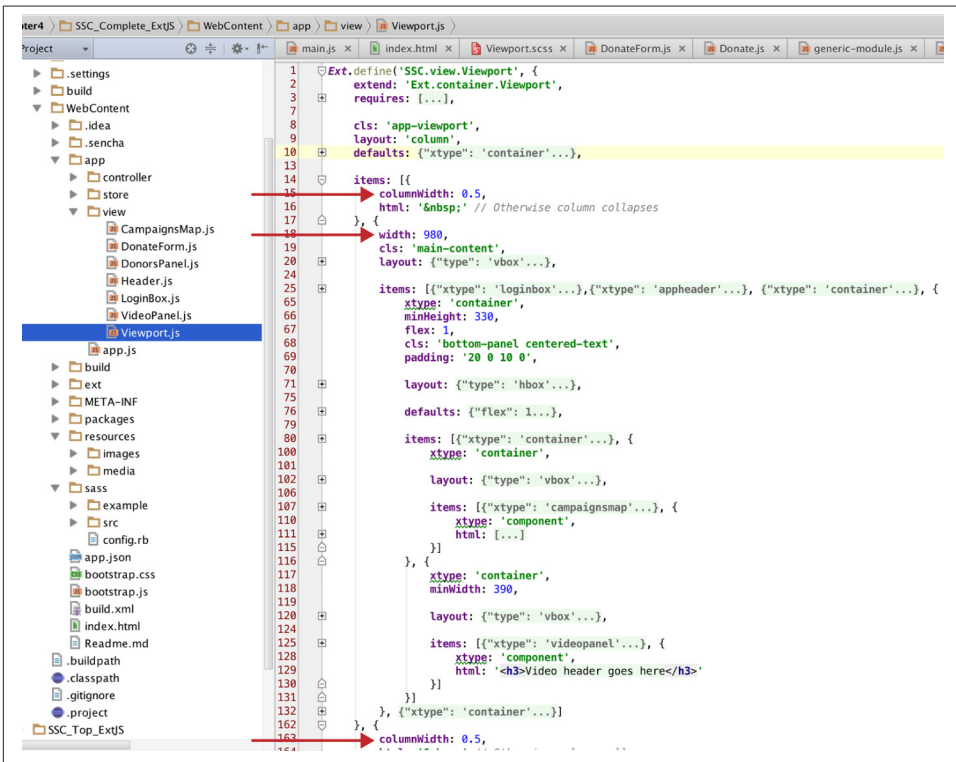 nter4 〉 SSC_Complete_ExtJS 〉 WebContent 〉 app 〉 view 〉 Viewport.js 〉
Project
main.js × index.html × Viewport.scss × DonateForm.js × Donate.js × generic-module.js ×
.settings
build
WebContent
.idea
.sencha
app
controller
store
view
CampaignsMap.js
DonateForm.js
DonorsPanel.js
Header.js
LoginBox.js
VideoPanel.js
Viewport.js
app.js
build
ext
META-INF
packages
resources
images
media
sass
example
src
config.rb
app.json
bootstrap.css
bootstrap.js
build.xml
index.html
Readme.md
.buildpath
.classpath
.gitignore
.project
SSC_Top_ExtJS
1 Ext.define('SSC.view.Viewport', {
2 extend: 'Ext.container.Viewport',
3 requires: [...],
7
8 cls: 'app-viewport',
9 layout: 'column',
10 defaults: {"xtype": 'container'...},
13
14 items: [{
15 columnWidth: 0.5,
16 html: '&nbsp;' // Otherwise column collapses
17 }, {
18 width: 980,
19 cls: 'main-content',
20 layout: {"type": 'vbox'...},
24
25 items: [{"xtype": 'loginbox'...},{"xtype": 'appheader'...}, {"xtype": 'container'...}, {
65 xtype: 'container',
66 minHeight: 330,
67 flex: 1,
68 cls: 'bottom-panel centered-text',
69 padding: '20 0 10 0',
70
71 layout: {"type": 'hbox'...},
75
76 defaults: {"flex": 1...},
79
80 items: [{"xtype": 'container'...}, {
100 xtype: 'container',
101
102 layout: {"type": 'vbox'...},
106
107 items: [{"xtype": 'campaignsmap'...}, {
110 xtype: 'component',
111 html: [...]
115 }]
116 }, {
117 xtype: 'container',
118 minWidth: 390,
119
120 layout: {"type": 'vbox'...},
124
125 items: [{"xtype": 'videopanel'...}, {
128 xtype: 'component',
129 html: '<h3>Video header goes here</h3>'
130 }]
131 }]
132 }, {"xtype": 'container'...}]
162 }, {
163 columnWidth: 0.5,